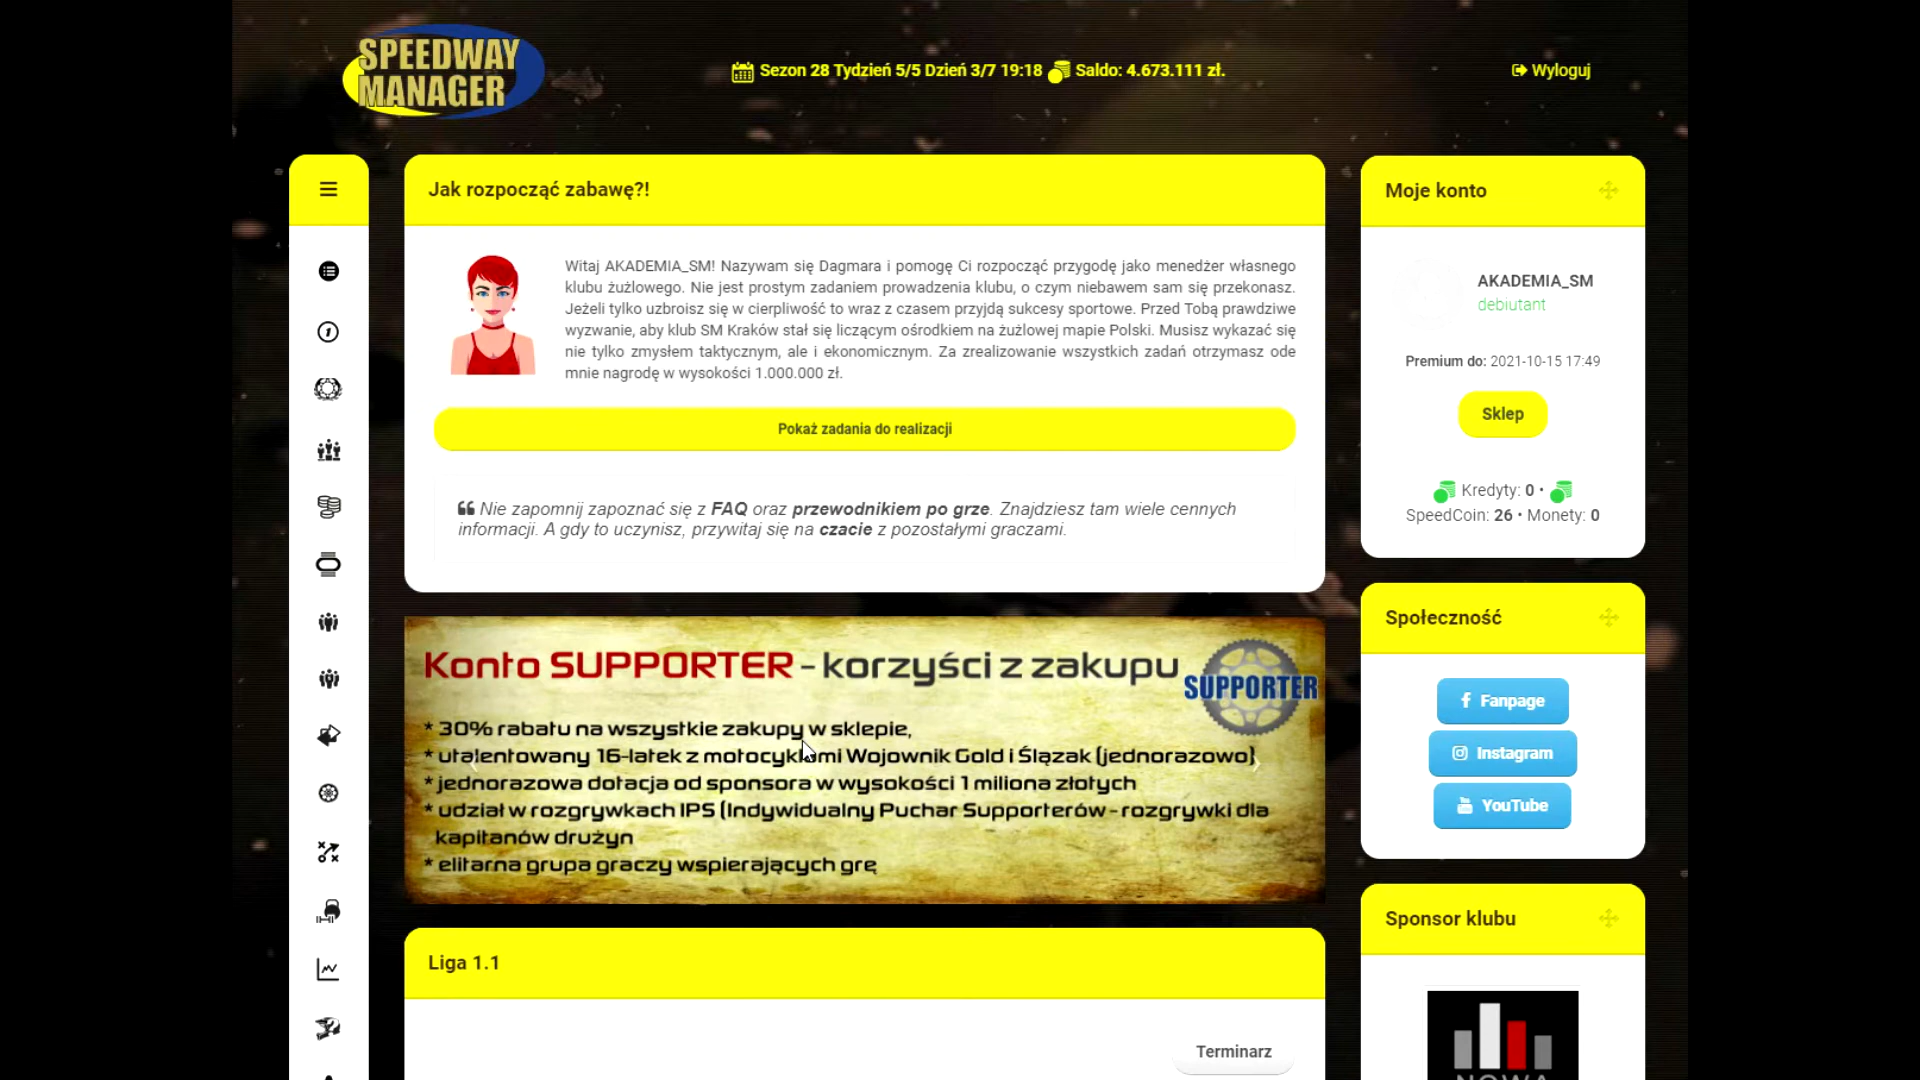 SPEEDWAY
MANAGER
Sezon 28 Tydzień 5/5 Dzień 3/7 19:18 Saldo: 4.673.111 zł.
Wyloguj
Jak rozpocząć zabawę?!
Witaj AKADEMIA_SM! Nazywam się Dagmara i pomogę Ci rozpocząć przygodę jako menedżer własnego
klubu żużlowego. Nie jest prostym zadaniem prowadzenia klubu, o czym niebawem sam się przekonasz.
Jeżeli tylko uzbroisz się w cierpliwość to wraz z czasem przyjdą sukcesy sportowe. Przed Tobą prawdziwe
wyzwanie, aby klub SM Kraków stał się liczącym ośrodkiem na żużlowej mapie Polski. Musisz wykazać się
nie tylko zmysłem taktycznym, ale i ekonomicznym. Za zrealizowanie wszystkich zadań otrzymasz ode
mnie nagrodę w wysokości 1.000.000 zł.
Pokaż zadania do realizacji
Nie zapomnij zapoznać się z FAQ oraz przewodnikiem po grze. Znajdziesz tam wiele cennych
informacji. A gdy to uczynisz, przywitaj się na czacie z pozostałymi graczami.
Konto SUPPORTER - korzyści z zakupu
SUPPORTER
* 30% rabatu na wszystkie zakupy w sklepie,
* utalentowany 16-latek z motocyklami Wojownik Gold i Ślązak (jednorazowo)
* jednorazowa dotacja od sponsora w wysokości 1 miliona złotych
* udział w rozgrywkach IPS (Indywidualny Puchar Supporterów - rozgrywki dla
kapitanów drużyn
* elitarna grupa graczy wspierających grę
Liga 1.1
Terminarz
Moje konto
AKADEMIA_SM
debiutant
Premium do: 2021-10-15 17:49
Sklep
Kredyty: 0 •
SpeedCoin: 26 • Monety: 0
Społeczność
Fanpage
Instagram
YouTube
Sponsor klubu
NOWA